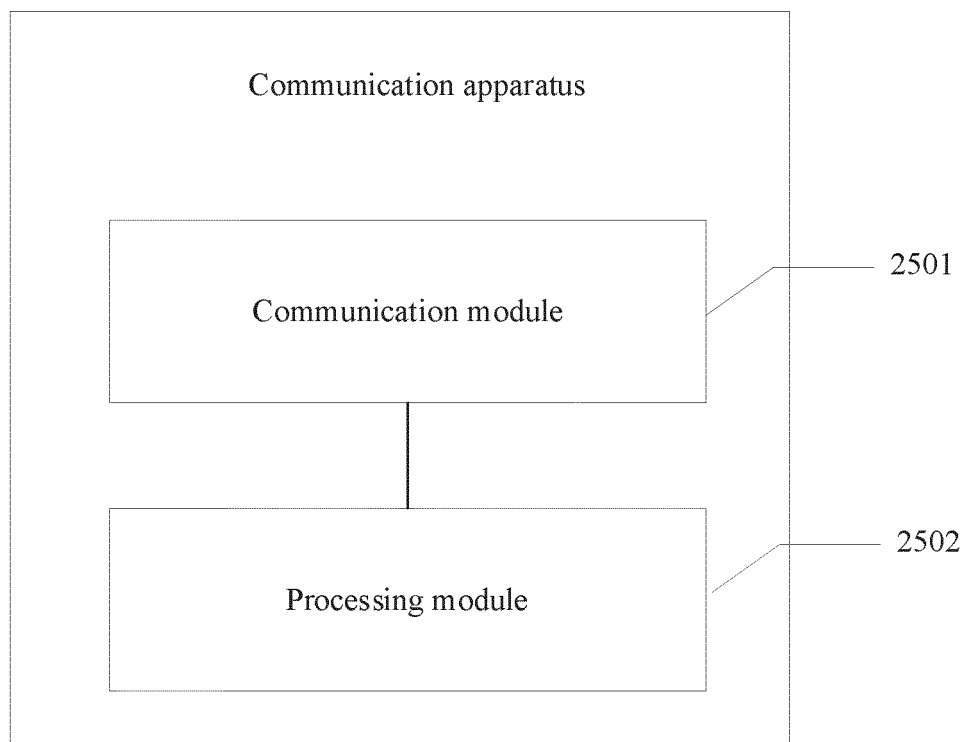 Communication apparatus
Communication module
2501
Processing module
2502